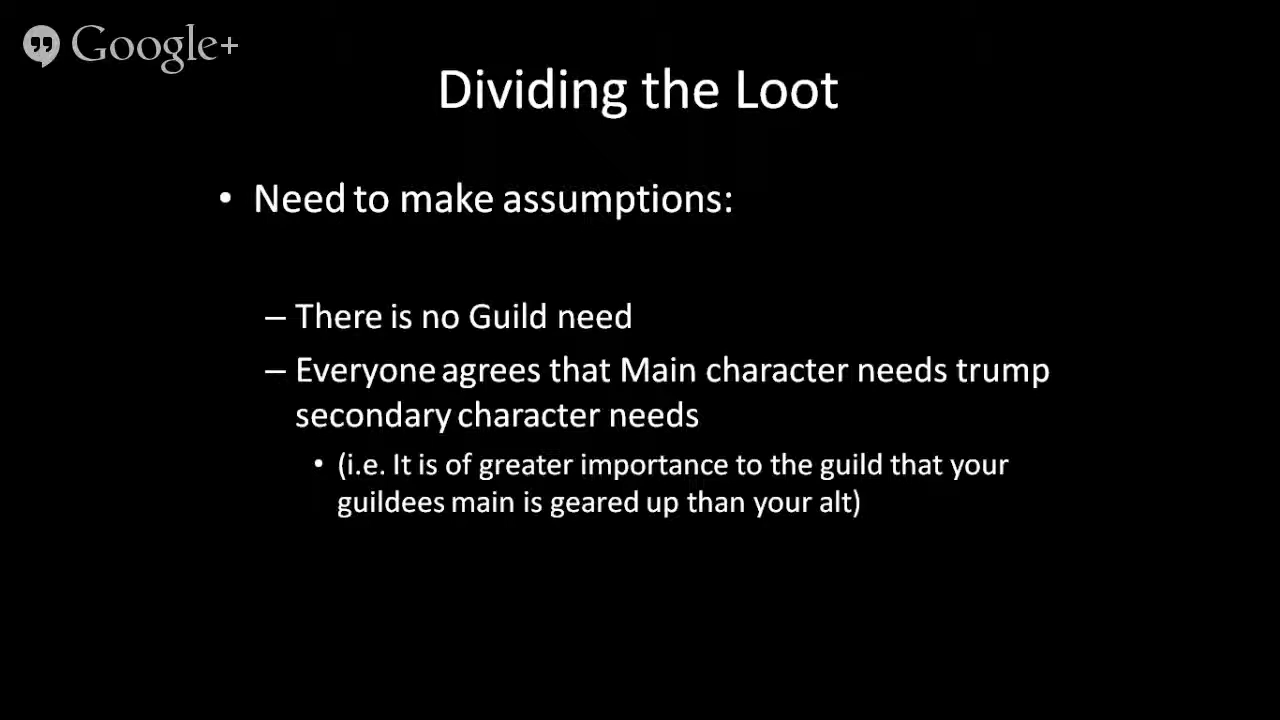 Google+
Dividing the Loot
• Need to make assumptions:
– There is no Guild need
– Everyone agrees that Main character needs trump
secondary character needs
• (i.e. It is of greater importance to the guild that your
guildees main is geared up than your alt)